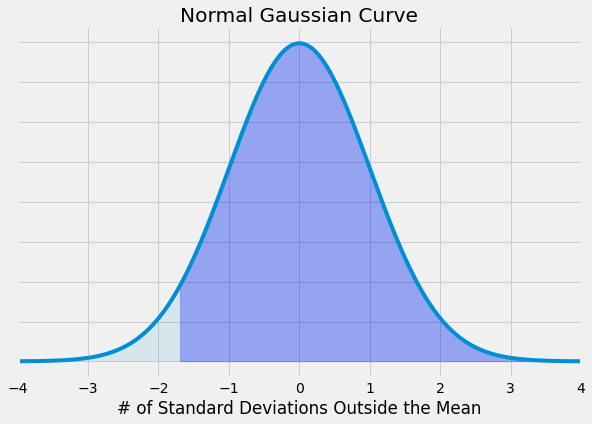 Normal Gaussian Curve
−4 −3 −2 −1 0 1 2 3 4
# of Standard Deviations Outside the Mean